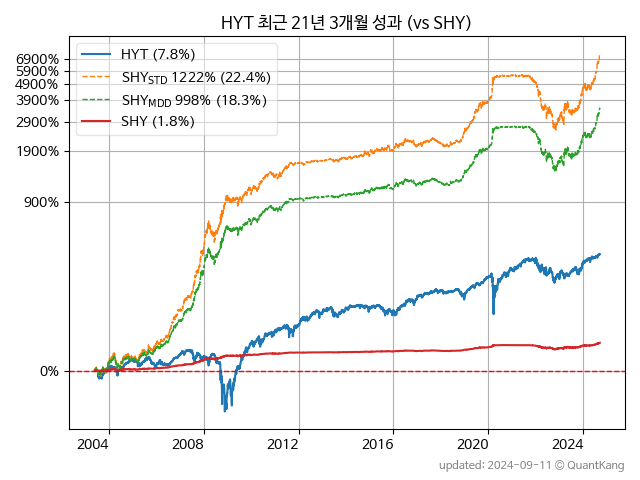 HYT 최근 21년 3개월 성과 (vs SHY)
HYT (7.8%)
SHY_STD 1222% (22.4%)
SHY_MDD 998% (18.3%)
SHY (1.8%)
6900%
5900%
4900%
3900%
2900%
1900%
900%
0%
2004 2008 2012 2016 2020 2024
updated: 2024-09-11 © QuantKang